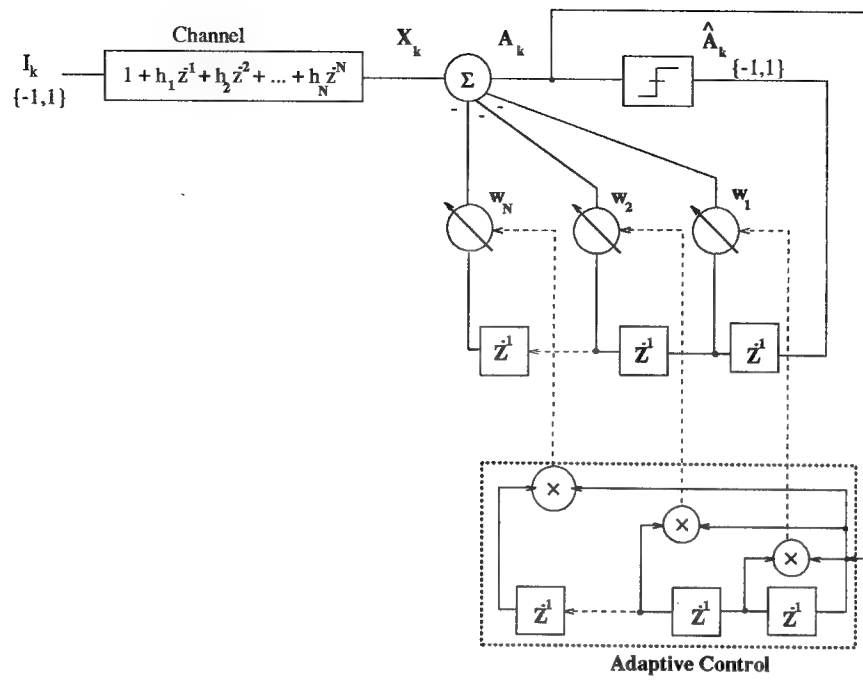 Channel
I_k
{-1,1}
1 + h_1 z^-1 + h_2 z^-2 + ... + h_N z^-N
X_k
Σ
A_k
Â_k
{-1,1}
- - -
w_N
w_2
w_1
z^-1
z^-1
z^-1
×
×
×
z^-1
z^-1
z^-1
Adaptive Control